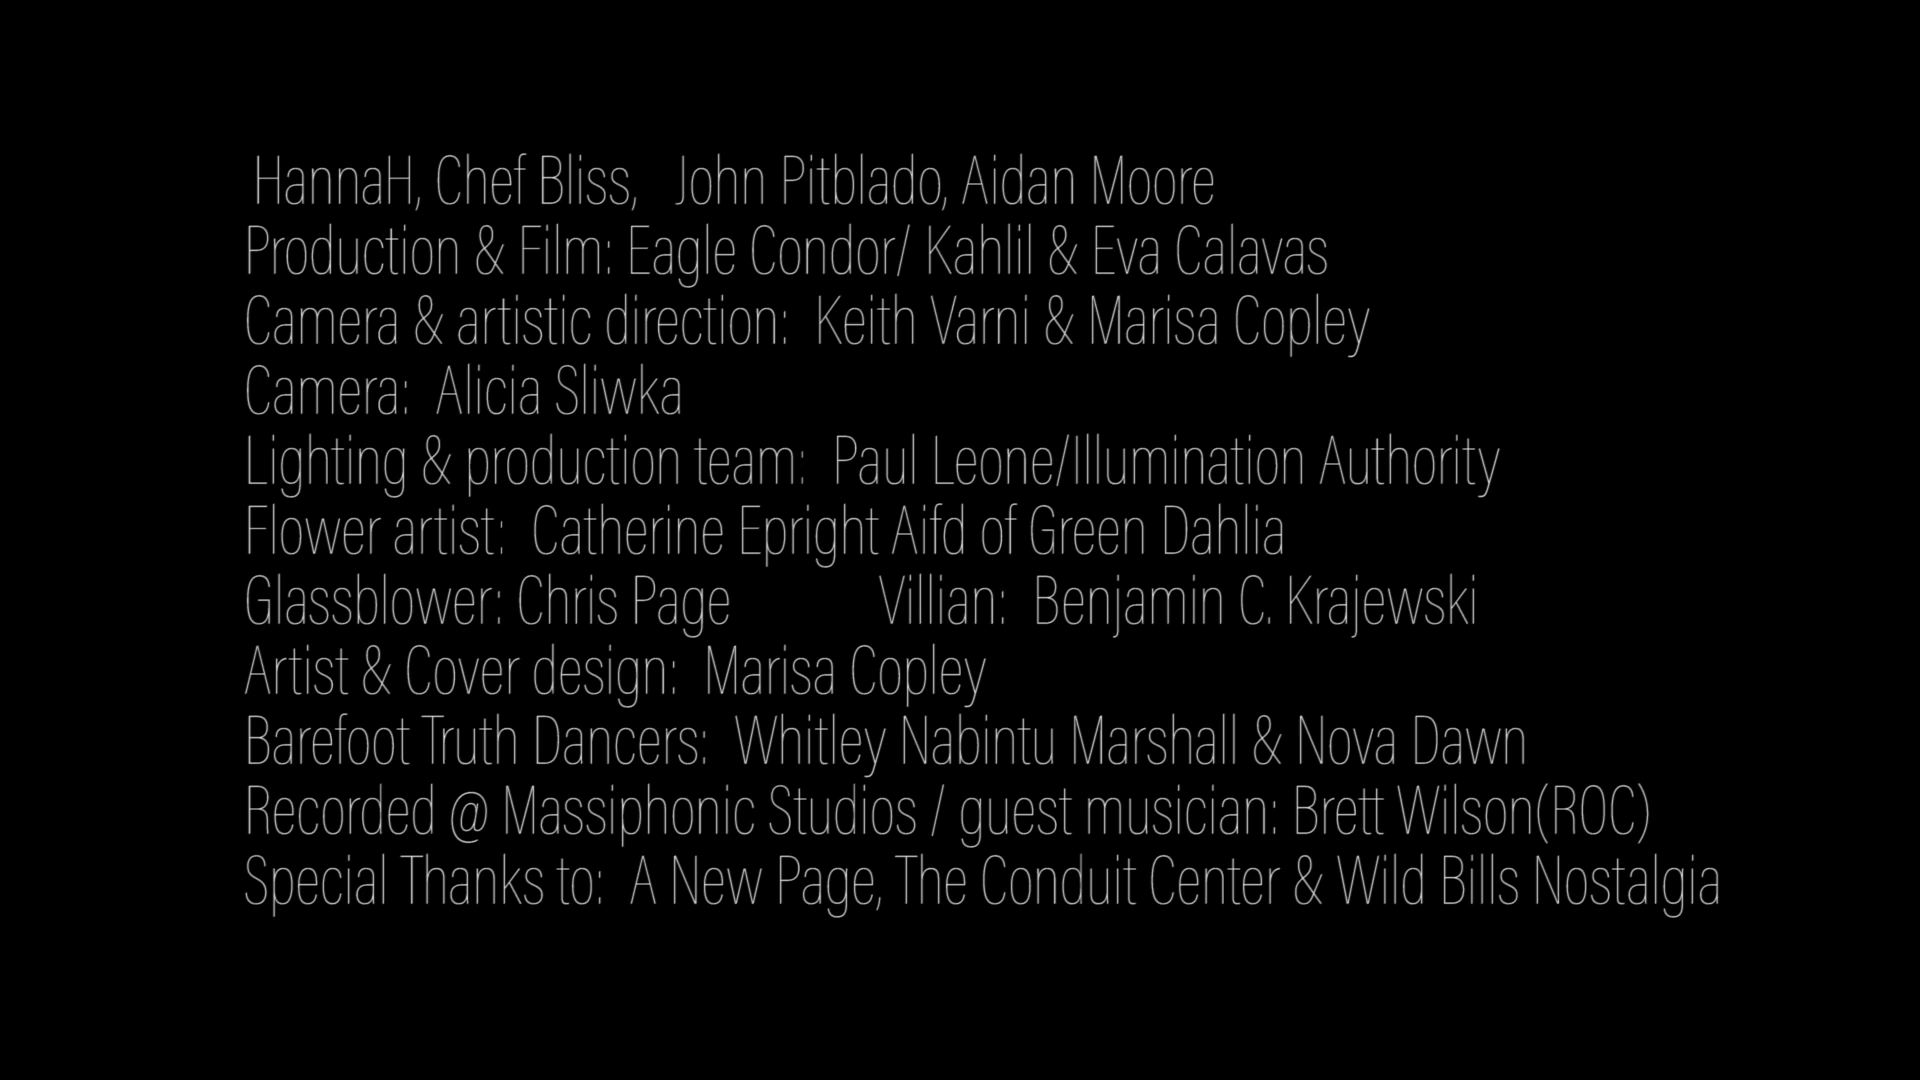 HannaH, Chef Bliss, John Pitblado, Aidan Moore
Production & Film: Eagle Condor/ Kahlil & Eva Calavas
Camera & artistic direction: Keith Varni & Marisa Copley
Camera: Alicia Sliwka
Lighting & production team: Paul Leone/Illumination Authority
Flower artist: Catherine Epright Aifd of Green Dahlia
Glassblower: Chris Page Villian: Benjamin C. Krajewski
Artist & Cover design: Marisa Copley
Barefoot Truth Dancers: Whitley Nabintu Marshall & Nova Dawn
Recorded @ Massiphonic Studios / guest musician: Brett Wilson(ROC)
Special Thanks to: A New Page, The Conduit Center & Wild Bills Nostalgia